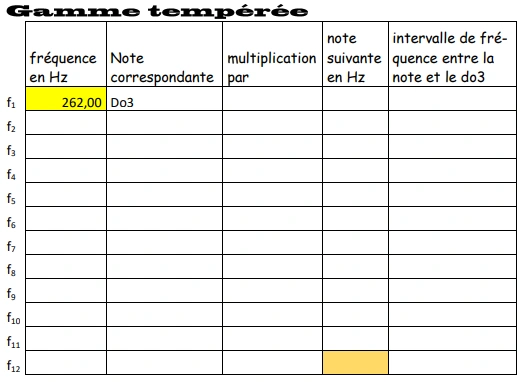 Gamme tempérée
fréquence en Hz
Note correspondante
multiplication par
note suivante en Hz
intervalle de fré-
quence entre la
note et le do3
f1 262,00 Do3
f2
f3
f4
f5
f6
f7
f8
f9
f10
f11
f12